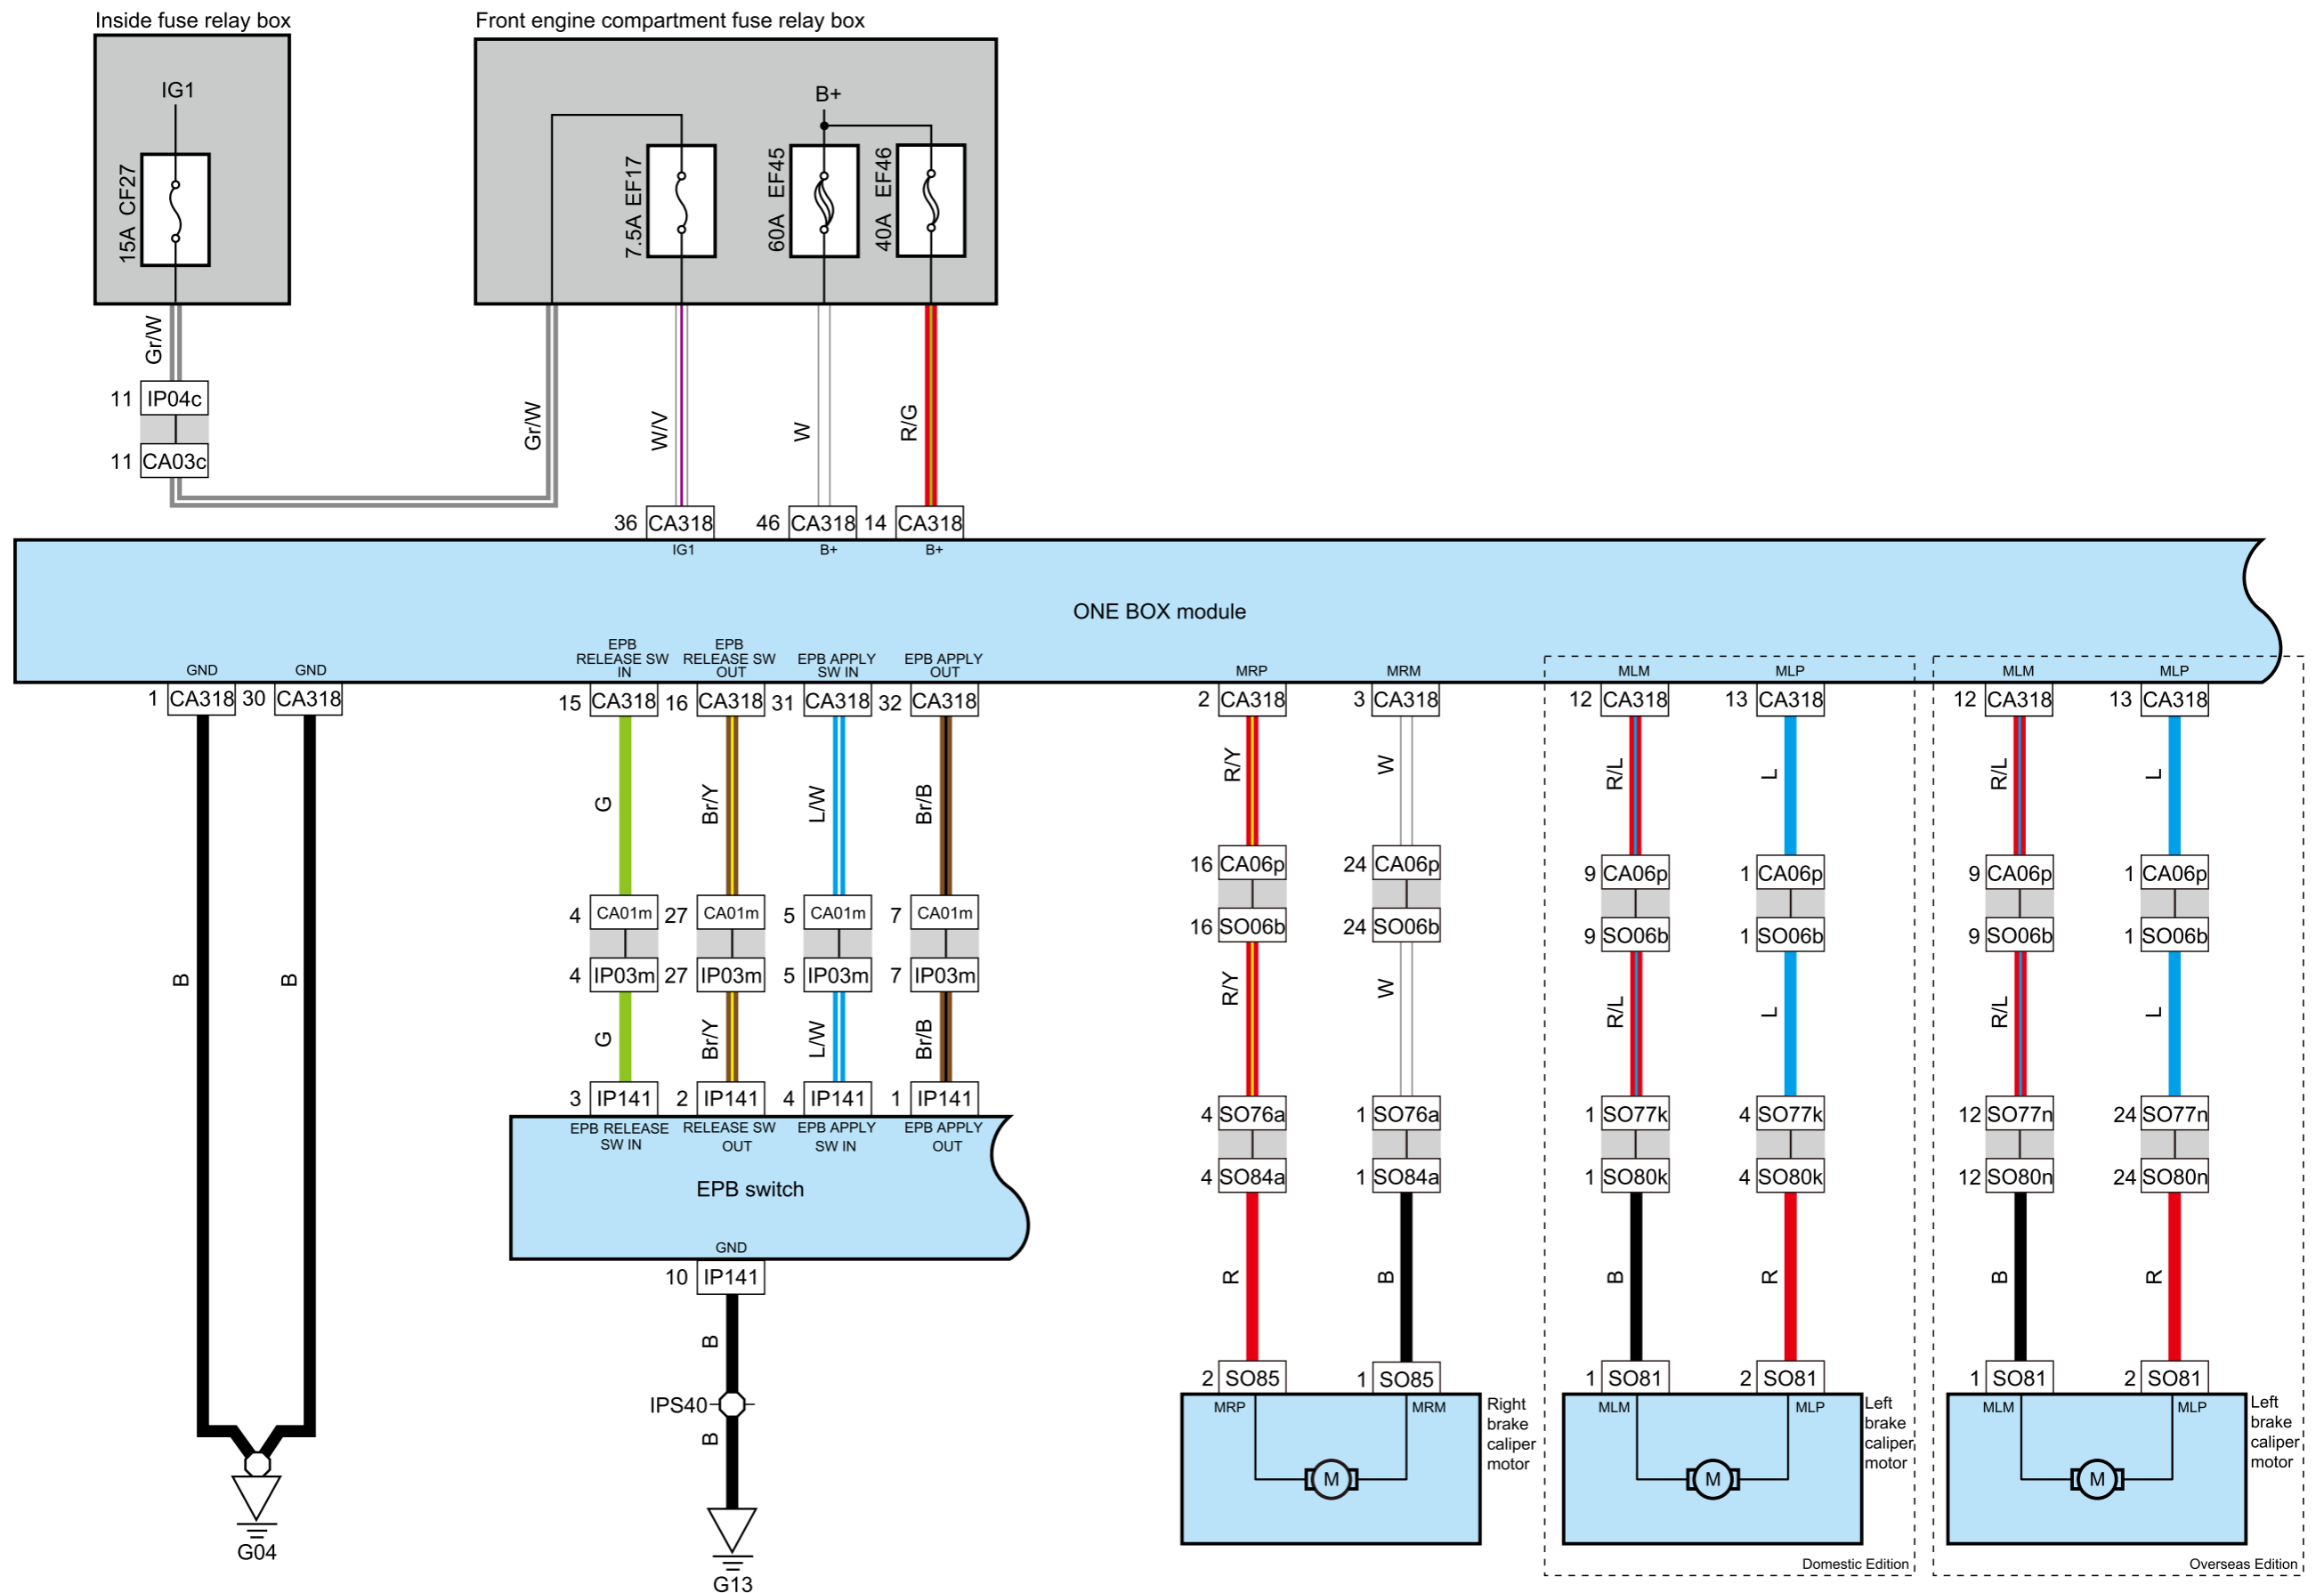 Inside fuse relay box
Front engine compartment fuse relay box
IG1
B+
15A CF27
7.5A EF17
60A EF45
40A EF46
Gr/W
11 IP04c
11 CA03c
Gr/W
W/V
W
R/G
36 CA318
46 CA318
14 CA318
IG1
B+
B+
ONE BOX module
GND
GND
EPB
RELEASE SW
IN
EPB
RELEASE SW
OUT
EPB APPLY
SW IN
EPB APPLY
OUT
MRP
MRM
MLM
MLP
MLM
MLP
1 CA318
30 CA318
15 CA318
16 CA318
31 CA318
32 CA318
2 CA318
3 CA318
12 CA318
13 CA318
12 CA318
13 CA318
B
B
G
Br/Y
L/W
Br/B
R/Y
W
R/L
L
R/L
L
4 CA01m
27 CA01m
5 CA01m
7 CA01m
16 CA06p
24 CA06p
9 CA06p
1 CA06p
9 CA06p
1 CA06p
4 IP03m
27 IP03m
5 IP03m
7 IP03m
16 SO06b
24 SO06b
9 SO06b
1 SO06b
9 SO06b
1 SO06b
G
Br/Y
L/W
Br/B
R/Y
W
R/L
L
R/L
L
3 IP141
2 IP141
4 IP141
1 IP141
4 SO76a
1 SO76a
1 SO77k
4 SO77k
12 SO77n
24 SO77n
EPB RELEASE
SW IN
RELEASE SW
OUT
EPB APPLY
SW IN
EPB APPLY
OUT
4 SO84a
1 SO84a
1 SO80k
4 SO80k
12 SO80n
24 SO80n
EPB switch
GND
10 IP141
B
IPS40
B
R
B
B
R
B
R
2 SO85
1 SO85
1 SO81
2 SO81
1 SO81
2 SO81
MRP
MRM
M
Right
brake
caliper
motor
MLM
MLP
M
Left
brake
caliper
motor
MLM
MLP
M
Left
brake
caliper
motor
G04
G13
Domestic Edition
Overseas Edition